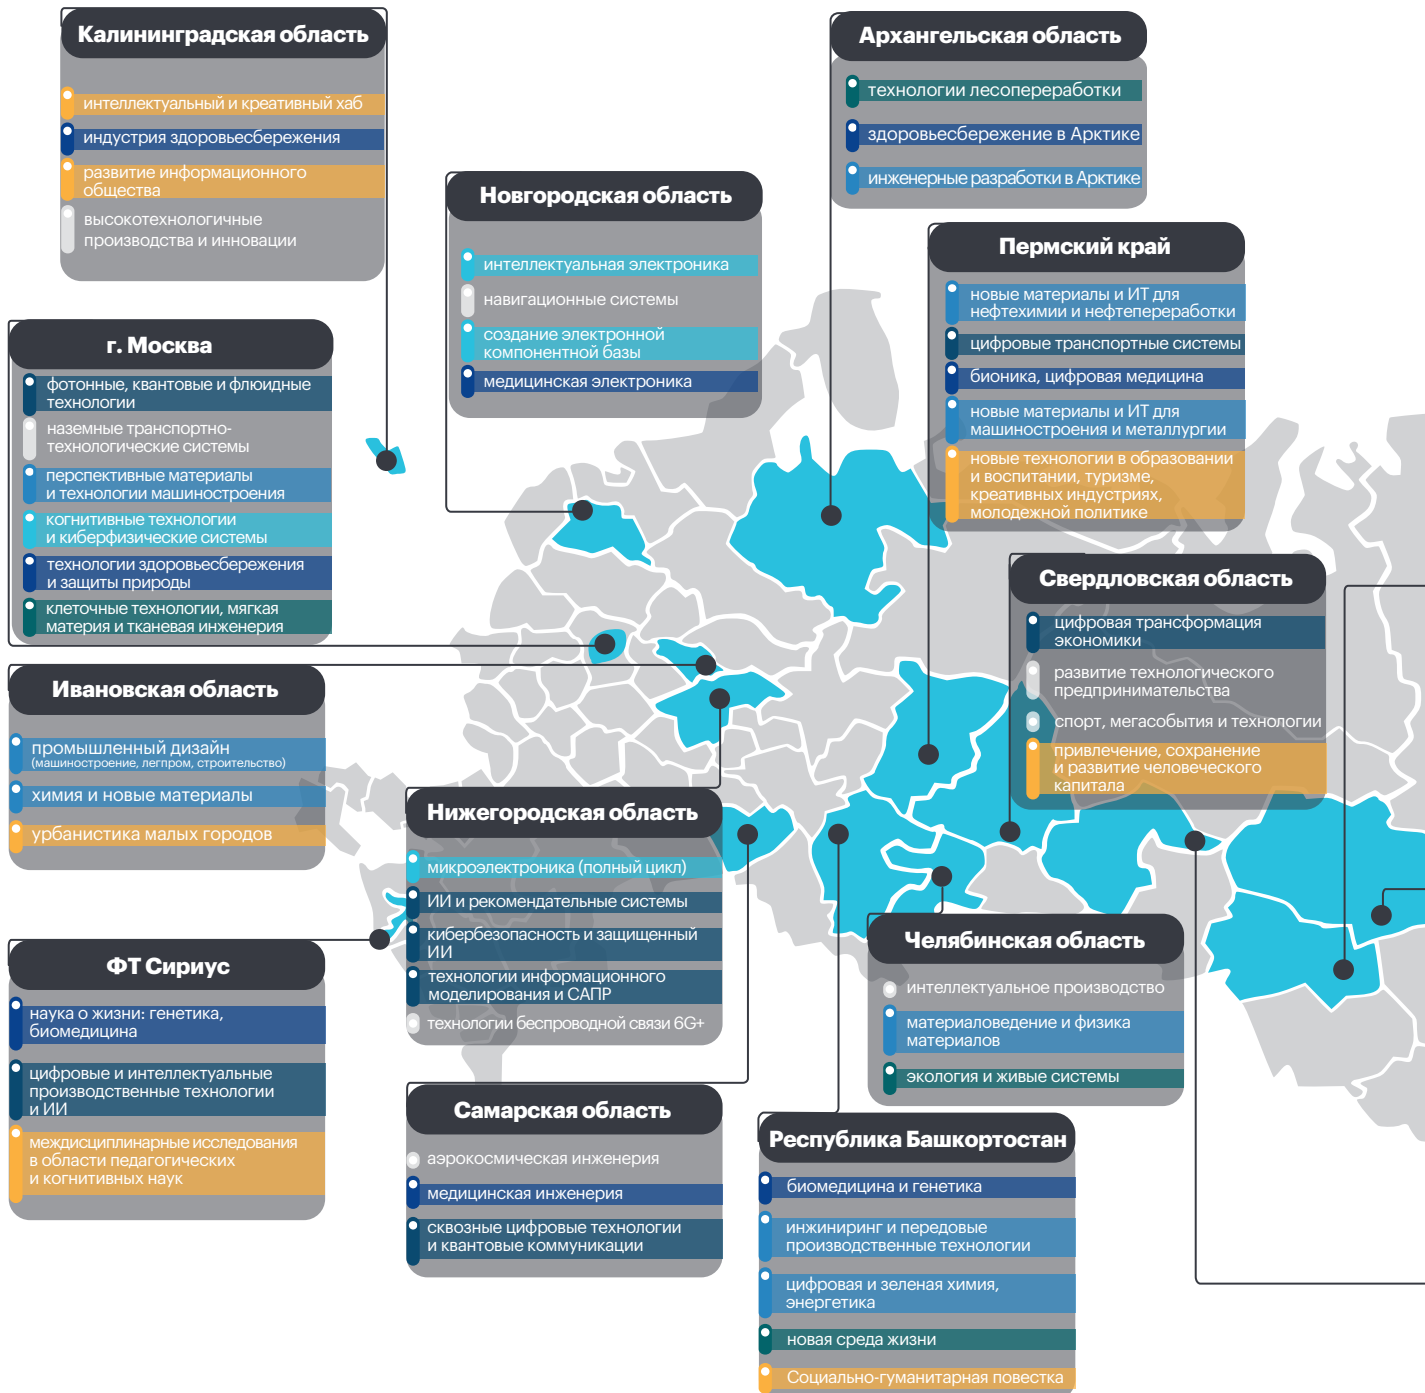 Калининградская область
интеллектуальный и креативный хаб
индустрия здоровьесбережения
развитие информационного
общества
высокотехнологичные
производства и инновации
Архангельская область
технологии лесопереработки
здоровьесбережение в Арктике
инженерные разработки в Арктике
Новгородская область
интеллектуальная электроника
навигационные системы
создание электронной
компонентной базы
медицинская электроника
Пермский край
новые материалы и ИТ для
нефтехимии и нефтепереработки
цифровые транспортные системы
бионика, цифровая медицина
новые материалы и ИТ для
машиностроения и металлургии
новые технологии в образовании
и воспитании, туризме,
креативных индустриях,
молодежной политике
г. Москва
фотонные, квантовые и флюидные
технологии
наземные транспортно-
технологические системы
перспективные материалы
и технологии машиностроения
когнитивные технологии
и киберфизические системы
технологии здоровьесбережения
и защиты природы
клеточные технологии, мягкая
материя и тканевая инженерия
Свердловская область
цифровая трансформация
экономики
развитие технологического
предпринимательства
спорт, мегасобытия и технологии
привлечение, сохранение
и развитие человеческого
капитала
Ивановская область
промышленный дизайн
(машиностроение, легпром, строительство)
химия и новые материалы
урбанистика малых городов
Нижегородская область
микроэлектроника (полный цикл)
ИИ и рекомендательные системы
кибербезопасность и защищенный
ИИ
технологии информационного
моделирования и САПР
технологии беспроводной связи 6G+
Челябинская область
интеллектуальное производство
материаловедение и физика
материалов
экология и живые системы
ФТ Сириус
наука о жизни: генетика,
биомедицина
цифровые и интеллектуальные
производственные технологии
и ИИ
междисциплинарные исследования
в области педагогических
и когнитивных наук
Самарская область
аэрокосмическая инженерия
медицинская инженерия
сквозные цифровые технологии
и квантовые коммуникации
Республика Башкортостан
биомедицина и генетика
инжиниринг и передовые
производственные технологии
цифровая и зеленая химия,
энергетика
новая среда жизни
Социально-гуманитарная повестка